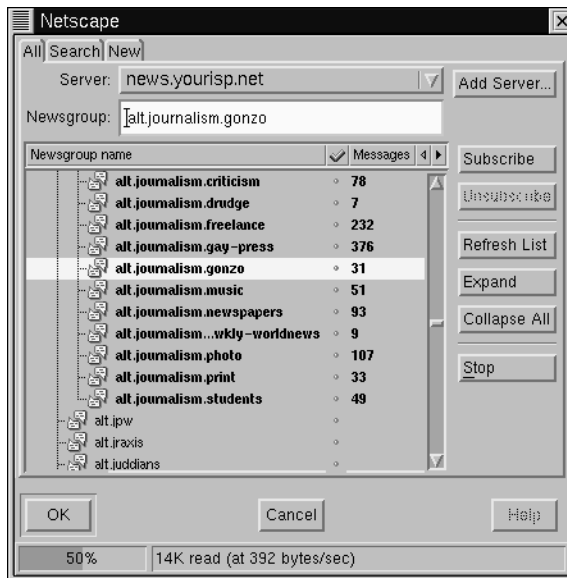 Netscape
All Search New
Server: news.yourisp.net Add Server...
Newsgroup: alt.journalism.gonzo
Newsgroup name Messages
Subscribe
Unsubscribe
Refresh List
Expand
Collapse All
Stop
alt.journalism.criticism 78
alt.journalism.drudge 7
alt.journalism.freelance 232
alt.journalism.gay-press 376
alt.journalism.gonzo 31
alt.journalism.music 51
alt.journalism.newspapers 93
alt.journalism...wkly-worldnews 9
alt.journalism.photo 107
alt.journalism.print 33
alt.journalism.students 49
alt.jpw
alt.jraxis
alt.juddians
OK Cancel Help
50% 14K read (at 392 bytes/sec)